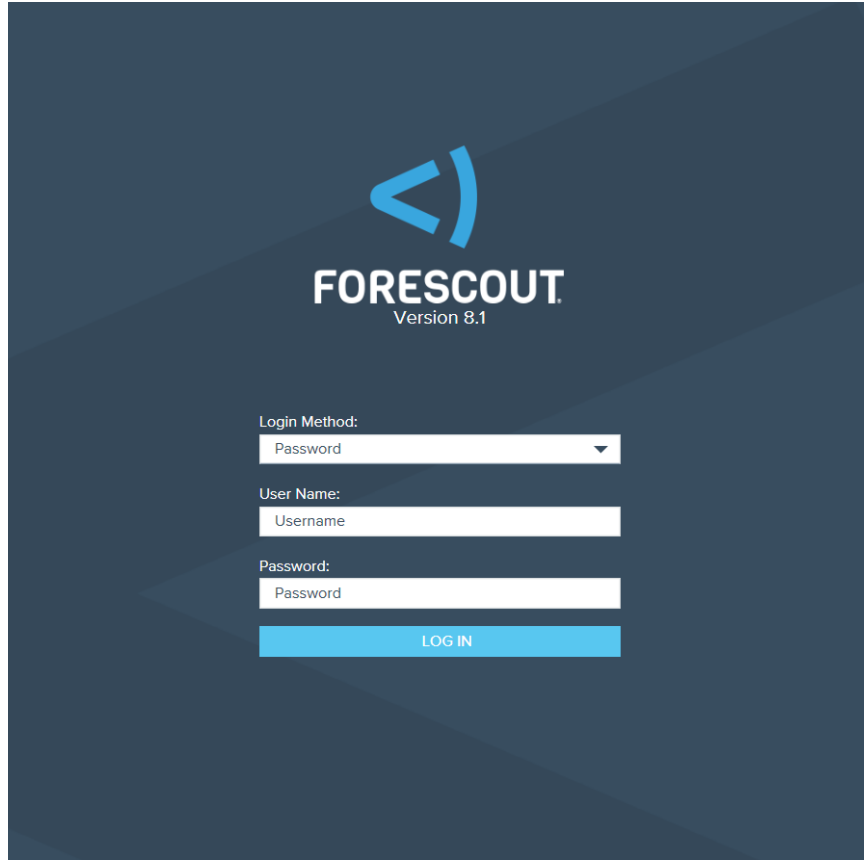 FORESCOUT.
Version 8.1
Login Method:
Password
User Name:
Username
Password:
Password
LOG IN